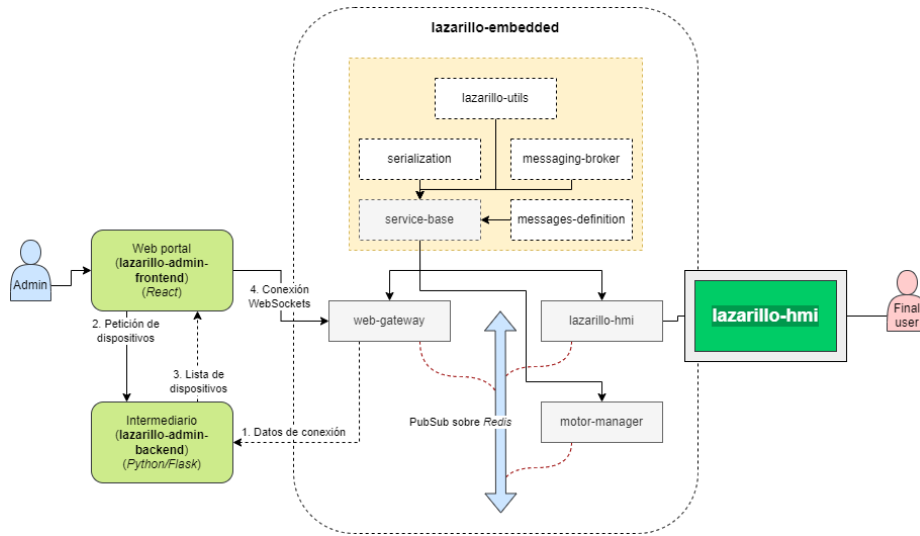 lazarillo-embedded
lazarillo-utils
serialization
messaging-broker
service-base
messages-definition
Admin
Web portal
(lazarillo-admin-
frontend)
(React)
4. Conexión
WebSockets
web-gateway
lazarillo-hmi
lazarillo-hmi
Final
user
2. Petición de
dispositivos
3. Lista de
dispositivos
Intermediario
(lazarillo-admin-
backend)
(Python/Flask)
1. Datos de conexión
PubSub sobre Redis
motor-manager